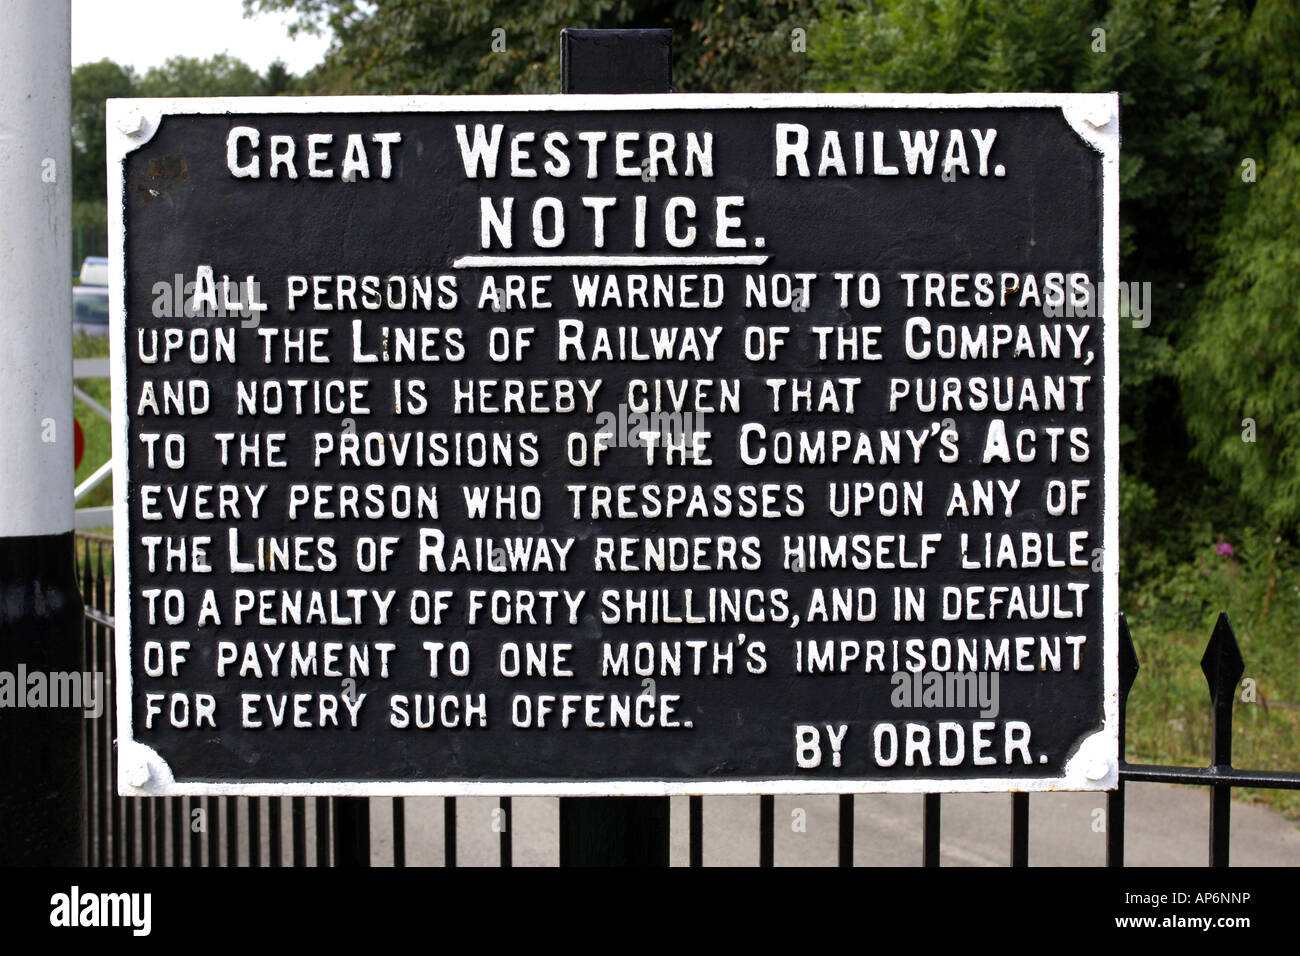 GREAT WESTERN RAILWAY.
NOTICE.
ALL PERSONS ARE WARNED NOT TO TRESPASS
UPON THE LINES OF RAILWAY OF THE COMPANY,
AND NOTICE IS HEREBY GIVEN THAT PURSUANT
TO THE PROVISIONS OF THE COMPANY'S ACTS
EVERY PERSON WHO TRESPASSES UPON ANY OF
THE LINES OF RAILWAY RENDERS HIMSELF LIABLE
TO A PENALTY OF FORTY SHILLINGS, AND IN DEFAULT
OF PAYMENT TO ONE MONTH'S IMPRISONMENT
FOR EVERY SUCH OFFENCE.
BY ORDER.
alamy
alamy
Image ID: AP6NNP
www.alamy.com